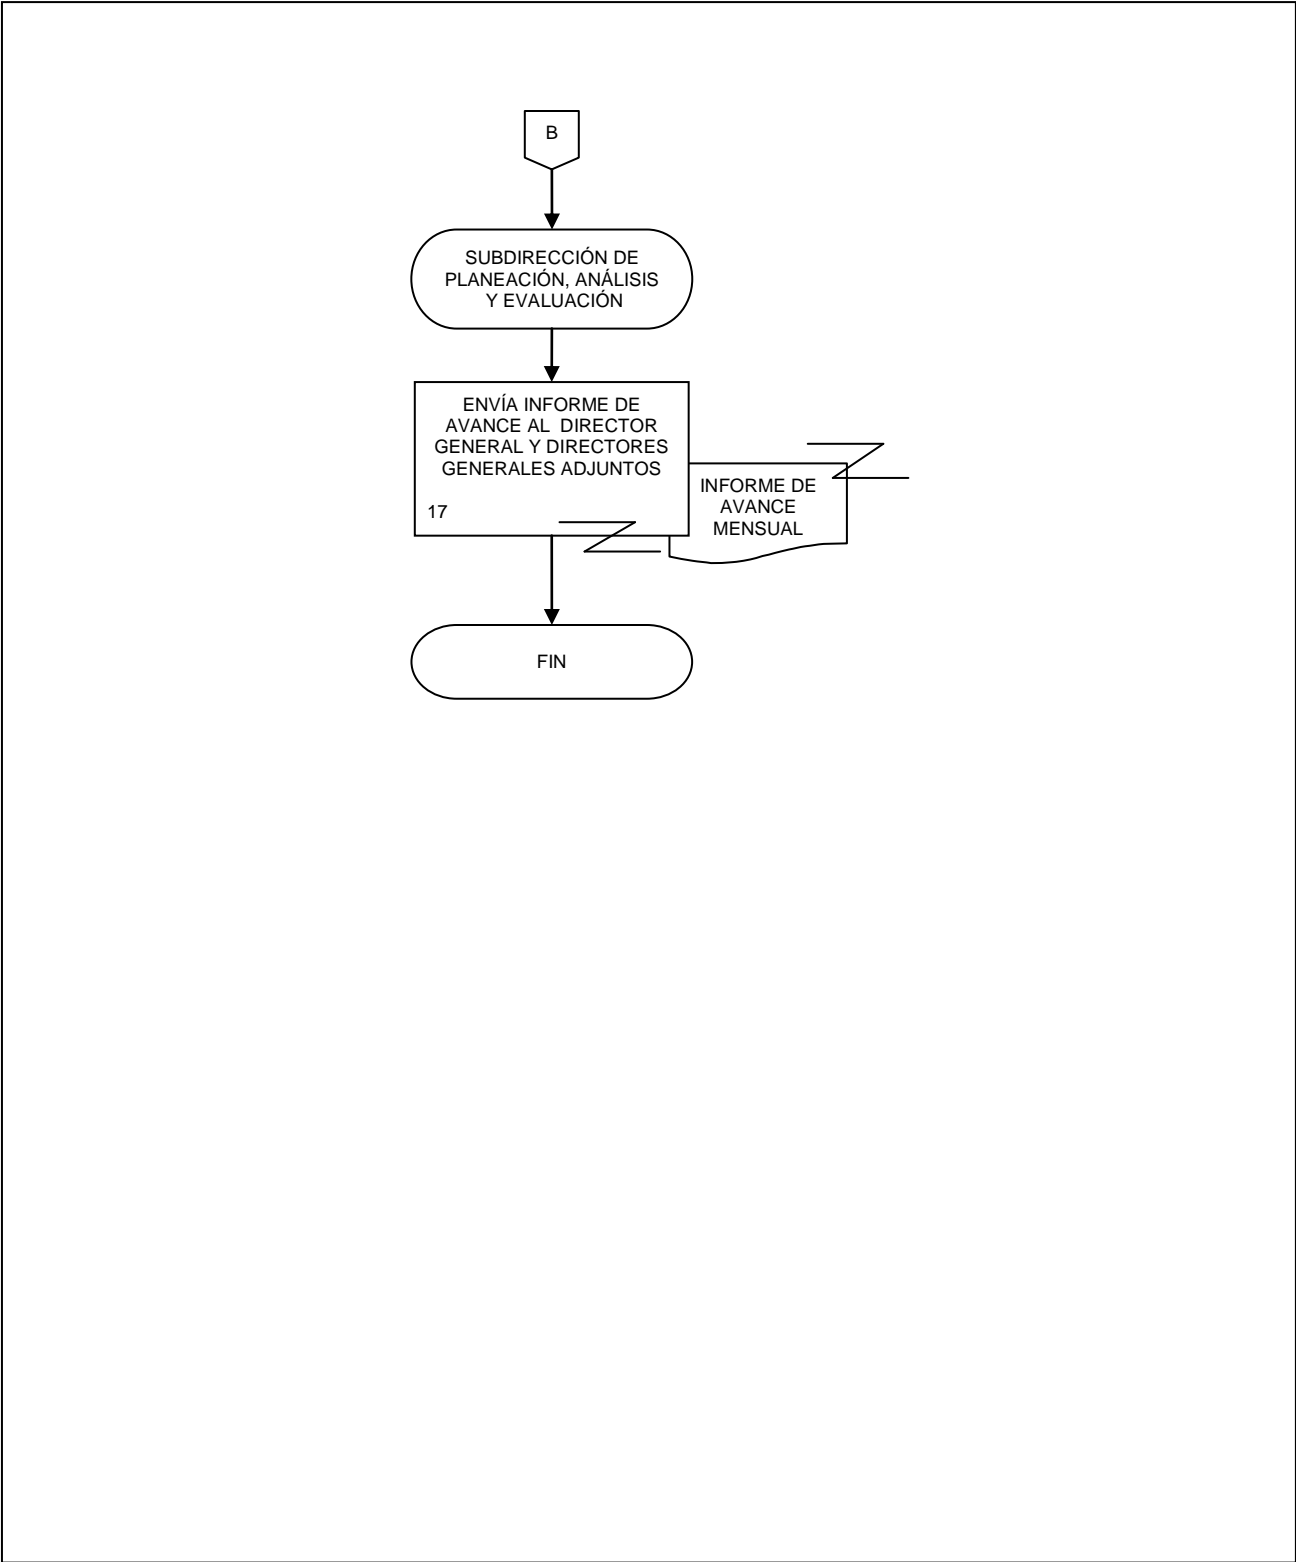 B
SUBDIRECCIÓN DE
PLANEACIÓN, ANÁLISIS
Y EVALUACIÓN
ENVÍA INFORME DE
AVANCE AL  DIRECTOR
GENERAL Y DIRECTORES
GENERALES ADJUNTOS
17
INFORME DE
AVANCE
MENSUAL
FIN